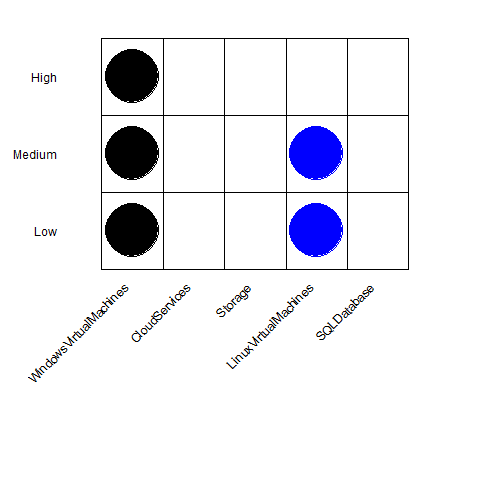 High
Medium
Low
WindowsVirtualMachines
CloudServices
Storage
LinuxVirtualMachines
SQLDatabase